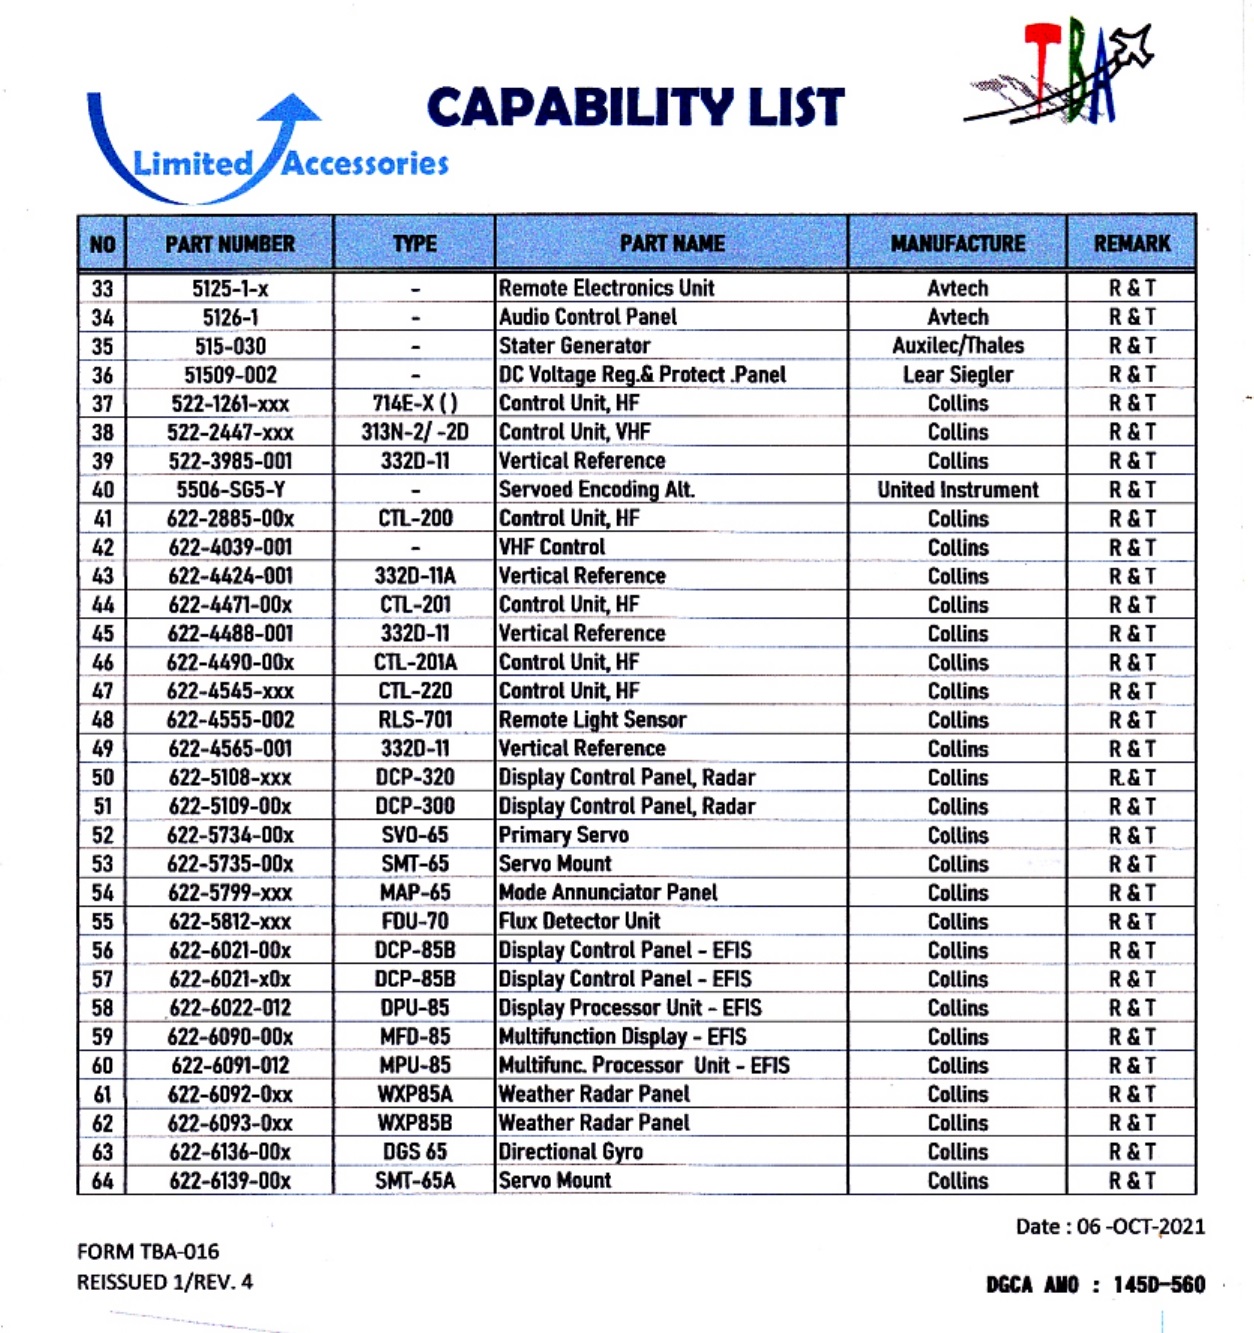 TBA
CAPABILITY LIST
Limited Accessories
NO PART NUMBER TYPE PART NAME MANUFACTURE REMARK
33 5125-1-x - Remote Electronics Unit Avtech R & T
34 5126-1 - Audio Control Panel Avtech R & T
35 515-030 - Stater Generator Auxilec/Thales R & T
36 51509-002 - DC Voltage Reg.& Protect .Panel Lear Siegler R & T
37 522-1261-xxx 714E-X () Control Unit, HF Collins R & T
38 522-2447-xxx 313N-2/ -2D Control Unit, VHF Collins R & T
39 522-3985-001 332D-11 Vertical Reference Collins R & T
40 5506-SG5-Y - Servoed Encoding Alt. United Instrument R & T
41 622-2885-00x CTL-200 Control Unit, HF Collins R & T
42 622-4039-001 - VHF Control Collins R & T
43 622-4424-001 332D-11A Vertical Reference Collins R & T
44 622-4471-00x CTL-201 Control Unit, HF Collins R & T
45 622-4488-001 332D-11 Vertical Reference Collins R & T
46 622-4490-00x CTL-201A Control Unit, HF Collins R & T
47 622-4545-xxx CTL-220 Control Unit, HF Collins R & T
48 622-4555-002 RLS-701 Remote Light Sensor Collins R & T
49 622-4565-001 332D-11 Vertical Reference Collins R & T
50 622-5108-xxx DCP-320 Display Control Panel, Radar Collins R.& T
51 622-5109-00x DCP-300 Display Control Panel, Radar Collins R & T
52 622-5734-00x SVO-65 Primary Servo Collins R & T
53 622-5735-00x SMT-65 Servo Mount Collins R & T
54 622-5799-xxx MAP-65 Mode Annunciator Panel Collins R & T
55 622-5812-xxx FDU-70 Flux Detector Unit Collins R & T
56 622-6021-00x DCP-85B Display Control Panel - EFIS Collins R & T
57 622-6021-x0x DCP-85B Display Control Panel - EFIS Collins R & T
58 622-6022-012 DPU-85 Display Processor Unit - EFIS Collins R & T
59 622-6090-00x MFD-85 Multifunction Display - EFIS Collins R & T
60 622-6091-012 MPU-85 Multifunc. Processor Unit - EFIS Collins R & T
61 622-6092-0xx WXP85A Weather Radar Panel Collins R & T
62 622-6093-0xx WXP85B Weather Radar Panel Collins R & T
63 622-6136-00x DGS 65 Directional Gyro Collins R & T
64 622-6139-00x SMT-65A Servo Mount Collins R & T
Date : 06 -OCT-2021
FORM TBA-016
REISSUED 1/REV. 4
DGCA AMO : 145D-560